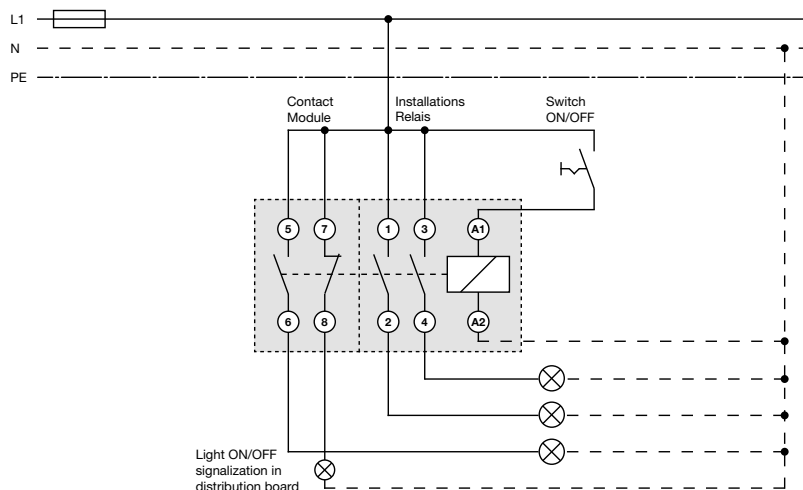 L1
N
PE
Contact
Module
Installations
Relais
Switch
ON/OFF
5 7 1 3 A1
6 8 2 4 A2
Light ON/OFF
signalization in
distribution board